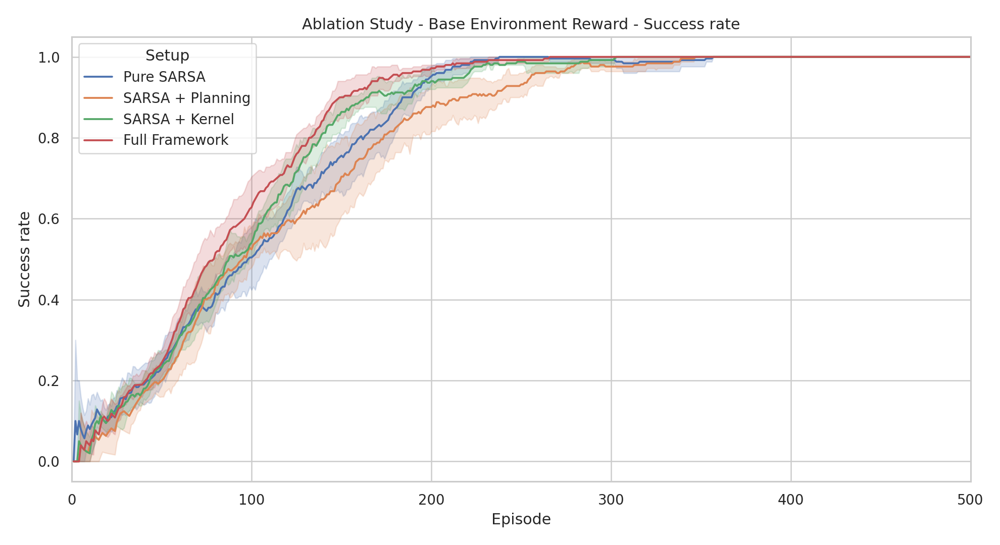 Ablation Study - Base Environment Reward - Success rate
Setup
Pure SARSA
SARSA + Planning
SARSA + Kernel
Full Framework
Success rate
1.0
0.8
0.6
0.4
0.2
0.0
0 100 200 300 400 500
Episode